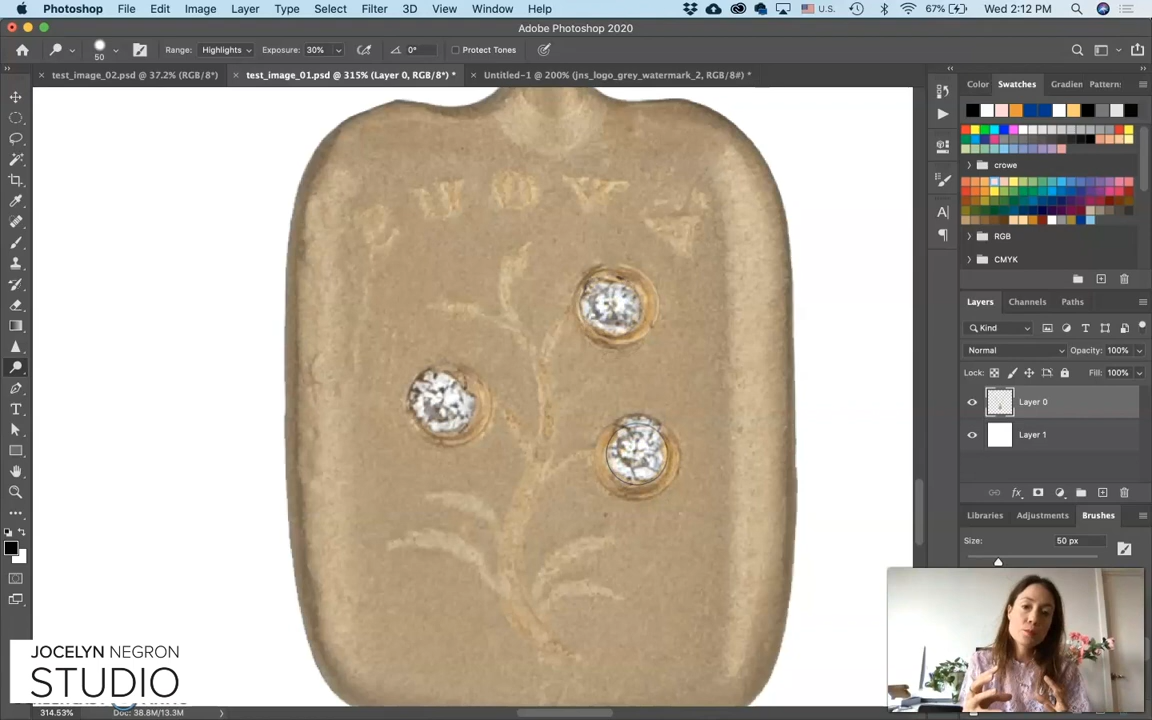 Photoshop File Edit Image Layer Type Select Filter 3D View Window Help U.S. 67% Wed 2:12 PM
Adobe Photoshop 2020
50 Range: Highlights Exposure: 30% 0° Protect Tones
test_image_02.psd @ 37.2% (RGB/8*) test_image_01.psd @ 315% (Layer 0, RGB/8*) * Untitled-1 @ 200% (jns_logo_grey_watermark_2, RGB/8#) *
Color Swatches Gradien Pattern:
crowe
RGB
CMYK
Layers Channels Paths
Kind
Normal Opacity: 100%
Lock: Fill: 100%
Layer 0
Layer 1
fx
Libraries Adjustments Brushes
Size: 50 px
JOCELYN NEGRON
STUDIO
314.53% Doc: 38.8M/13.3M